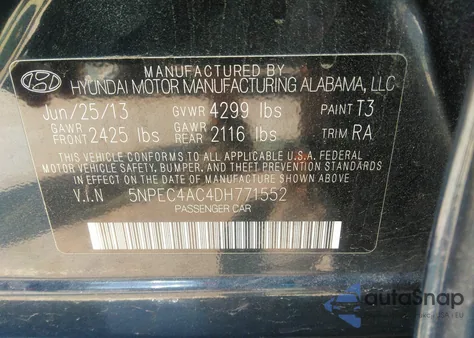 MANUFACTURED BY
HYUNDAI MOTOR MANUFACTURING ALABAMA, LLC
Jun/25/13 GVWR 4299 lbs PAINT T3
GAWR FRONT 2425 lbs GAWR REAR 2116 lbs TRIM RA
THIS VEHICLE CONFORMS TO ALL APPLICABLE U.S.A. FEDERAL
MOTOR VEHICLE SAFETY, BUMPER, AND THEFT PREVENTION STANDARDS
IN EFFECT ON THE DATE OF MANUFACTURE SHOWN ABOVE.
V.I.N 5NPEC4AC4DH771552
PASSENGER CAR
autoSnap